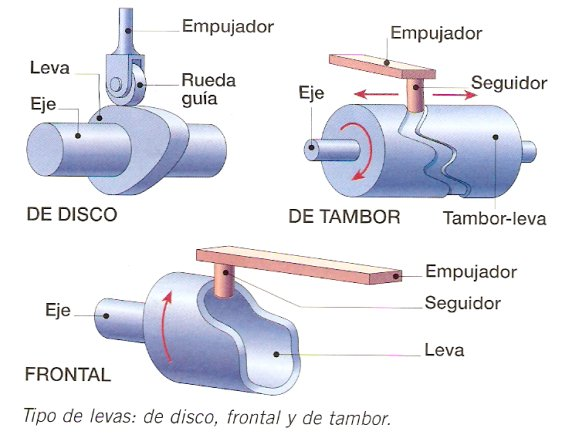 Empujador
Leva
Rueda
guía
Eje
DE DISCO
Empujador
Seguidor
Eje
DE TAMBOR
Tambor-leva
Empujador
Seguidor
Eje
Leva
FRONTAL
Tipo de levas: de disco, frontal y de tambor.